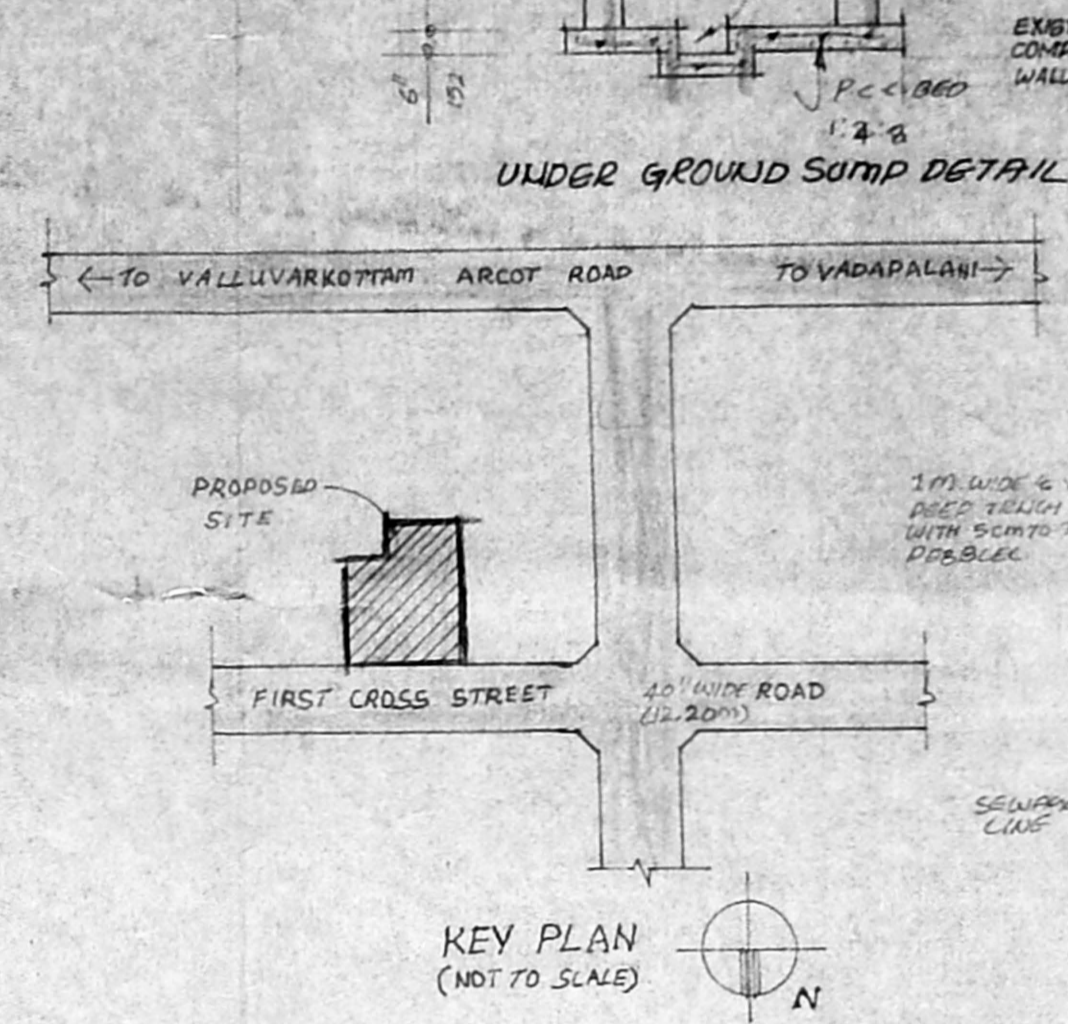 6" 152
EXIST
COMP
WALL
PCC BED
1:4:8
UNDER GROUND SUMP DETAIL
←TO VALLUVARKOTTAM ARCOT ROAD TO VADAPALANI→
PROPOSED
SITE
1M WIDE &
DEEP TRENCH
WITH 5CM TO
PEBBLES
FIRST CROSS STREET 40" WIDE ROAD
(12.20m)
SEWAGE
LINE
KEY PLAN
(NOT TO SCALE)
N